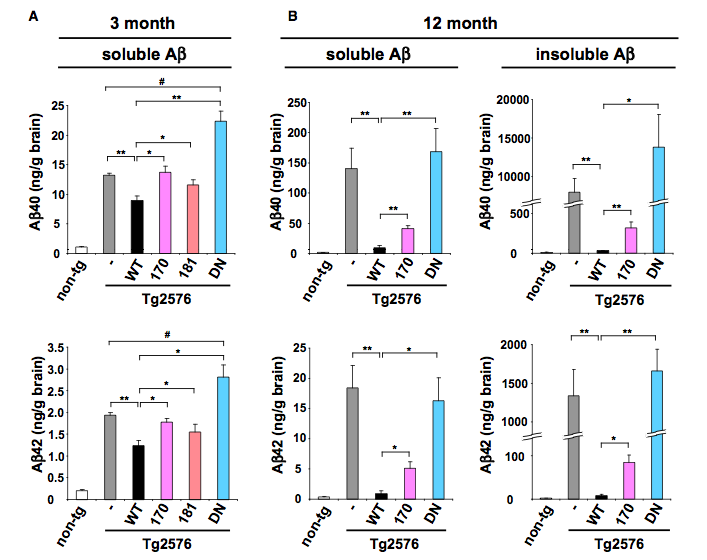 A
3 month
soluble Aβ
B
12 month
soluble Aβ
insoluble Aβ
Aβ40 (ng/g brain)
25
20
15
10
5
0
#
**
*
** *
non-tg - WT 170 181 DN
Tg2576
Aβ40 (ng/g brain)
250
200
150
100
50
0
** **
**
non-tg - WT 170 DN
Tg2576
Aβ40 (ng/g brain)
20000
15000
10000
500
0
*
**
**
non-tg - WT 170 DN
Tg2576
Aβ42 (ng/g brain)
3.5
3.0
2.5
2.0
1.5
1.0
0.5
0
#
*
*
** *
non-tg - WT 170 181 DN
Tg2576
Aβ42 (ng/g brain)
25
20
15
10
5
0
** *
*
non-tg - WT 170 DN
Tg2576
Aβ42 (ng/g brain)
2000
1500
1000
100
0
** **
*
non-tg - WT 170 DN
Tg2576